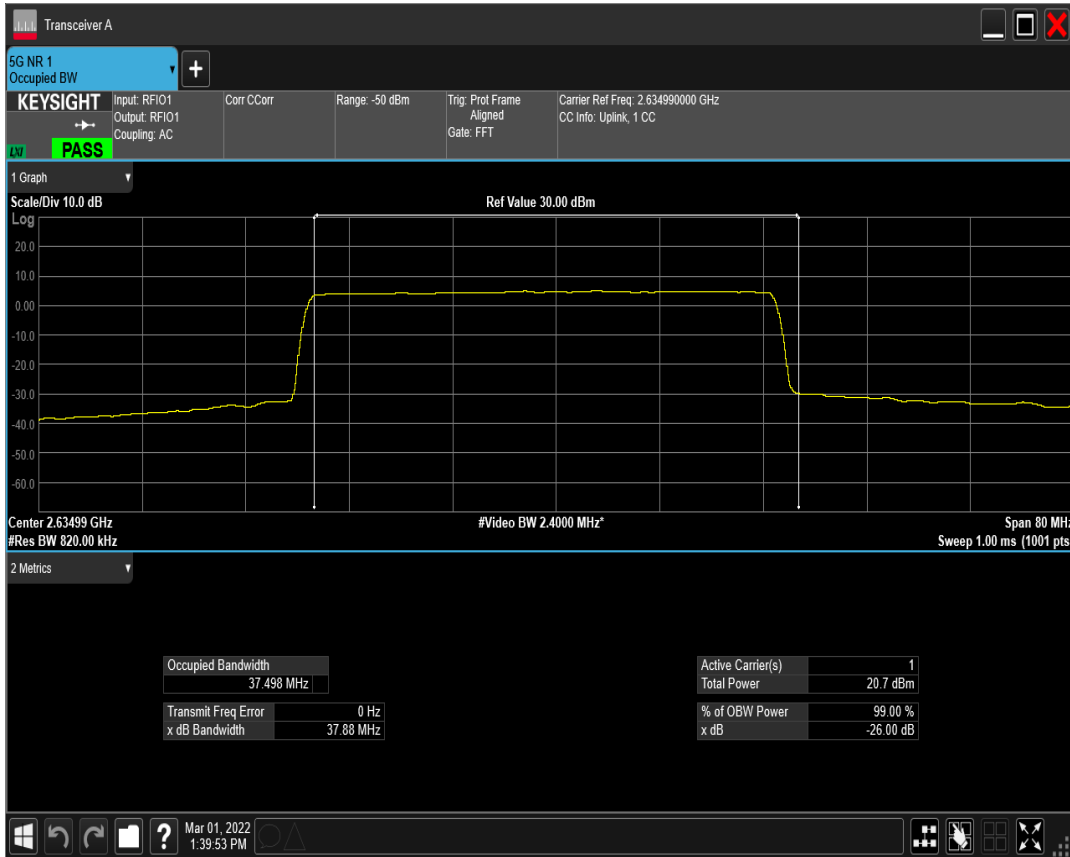 Transceiver A
5G NR 1
Occupied BW
KEYSIGHT
Input: RFIO1
Output: RFIO1
Coupling: AC
LXI
PASS
Corr CCorr
Range: -50 dBm
Trig: Prot Frame
Aligned
Gate: FFT
Carrier Ref Freq: 2.634990000 GHz
CC Info: Uplink, 1 CC
1 Graph
Scale/Div 10.0 dB
Ref Value 30.00 dBm
Log
20.0
10.0
0.00
-10.0
-20.0
-30.0
-40.0
-50.0
-60.0
Center 2.63499 GHz
#Video BW 2.4000 MHz*
Span 80 MHz
#Res BW 820.00 kHz
Sweep 1.00 ms (1001 pts
2 Metrics
Occupied Bandwidth
37.498 MHz
Transmit Freq Error 0 Hz
x dB Bandwidth 37.88 MHz
Active Carrier(s) 1
Total Power 20.7 dBm
% of OBW Power 99.00 %
x dB -26.00 dB
?
Mar 01, 2022
1:39:53 PM